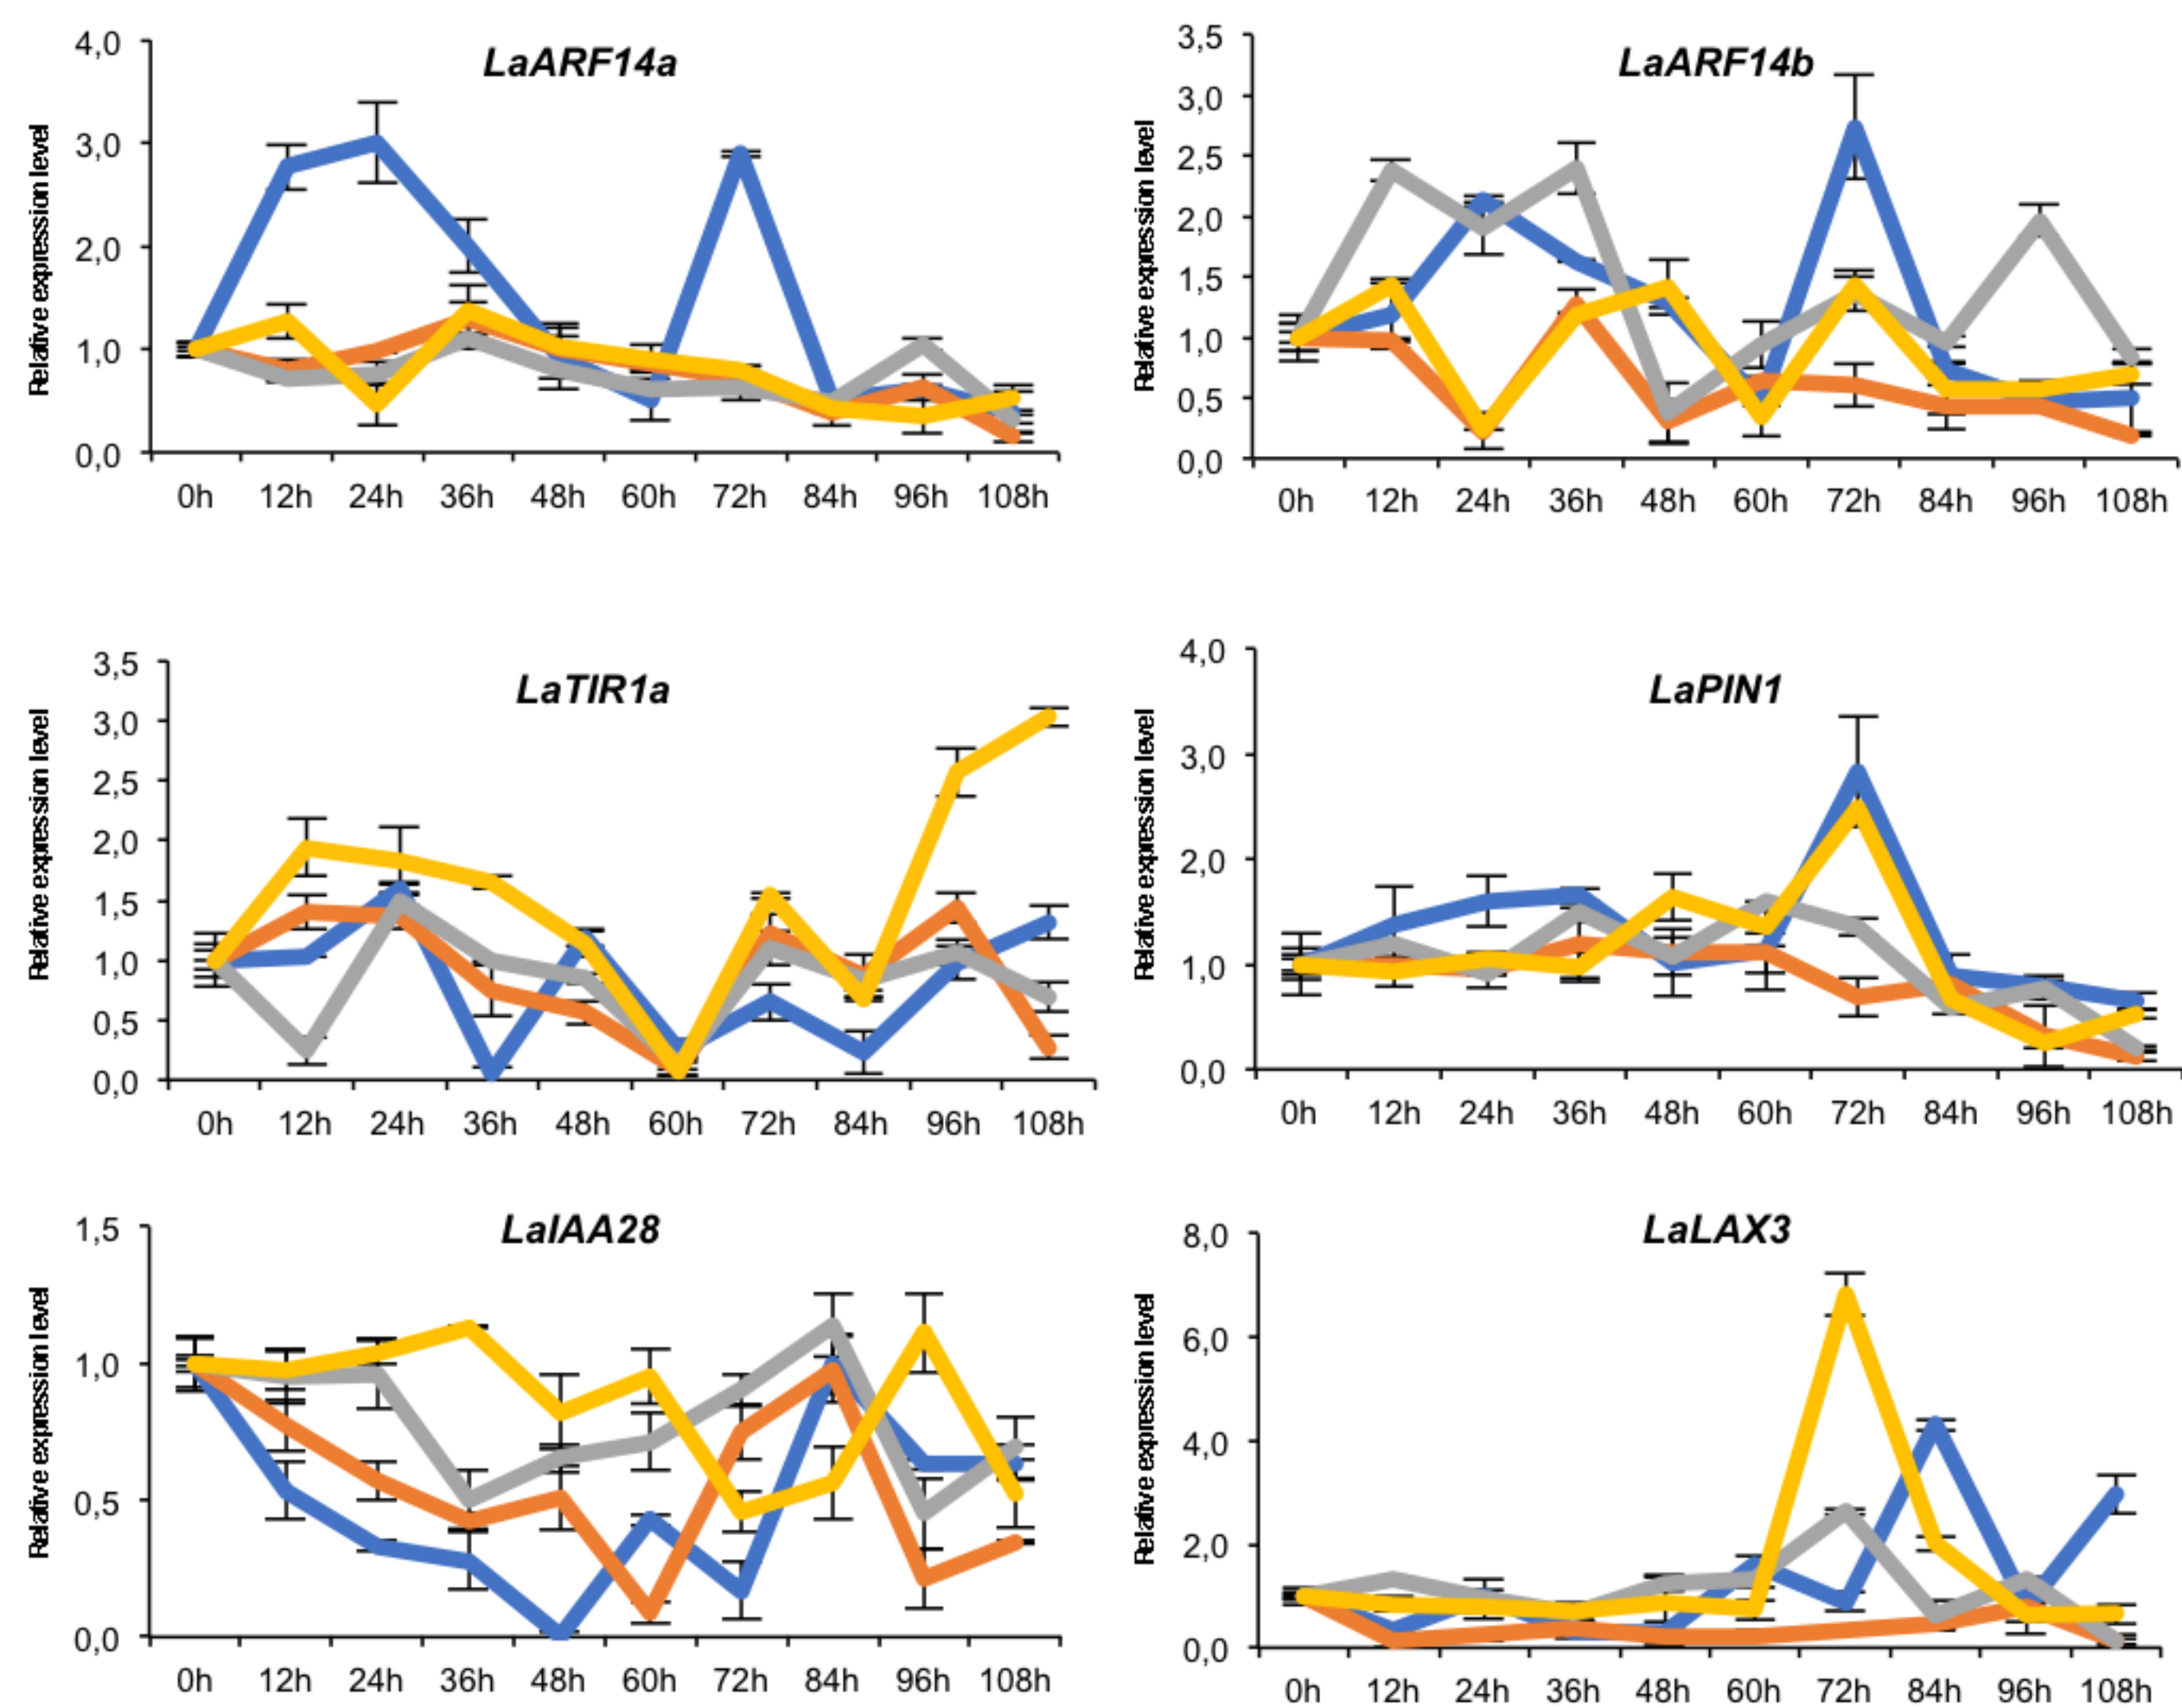 LaARF14a
Relative expression level
4,0
3,0
2,0
1,0
0,0
0h 12h 24h 36h 48h 60h 72h 84h 96h 108h
LaARF14b
Relative expression level
3,5
3,0
2,5
2,0
1,5
1,0
0,5
0,0
0h 12h 24h 36h 48h 60h 72h 84h 96h 108h
LaTIR1a
Relative expression level
3,5
3,0
2,5
2,0
1,5
1,0
0,5
0,0
0h 12h 24h 36h 48h 60h 72h 84h 96h 108h
LaPIN1
Relative expression level
4,0
3,0
2,0
1,0
0,0
0h 12h 24h 36h 48h 60h 72h 84h 96h 108h
LaIAA28
Relative expression level
1,5
1,0
0,5
0,0
0h 12h 24h 36h 48h 60h 72h 84h 96h 108h
LaLAX3
Relative expression level
8,0
6,0
4,0
2,0
0,0
0h 12h 24h 36h 48h 60h 72h 84h 96h 108h